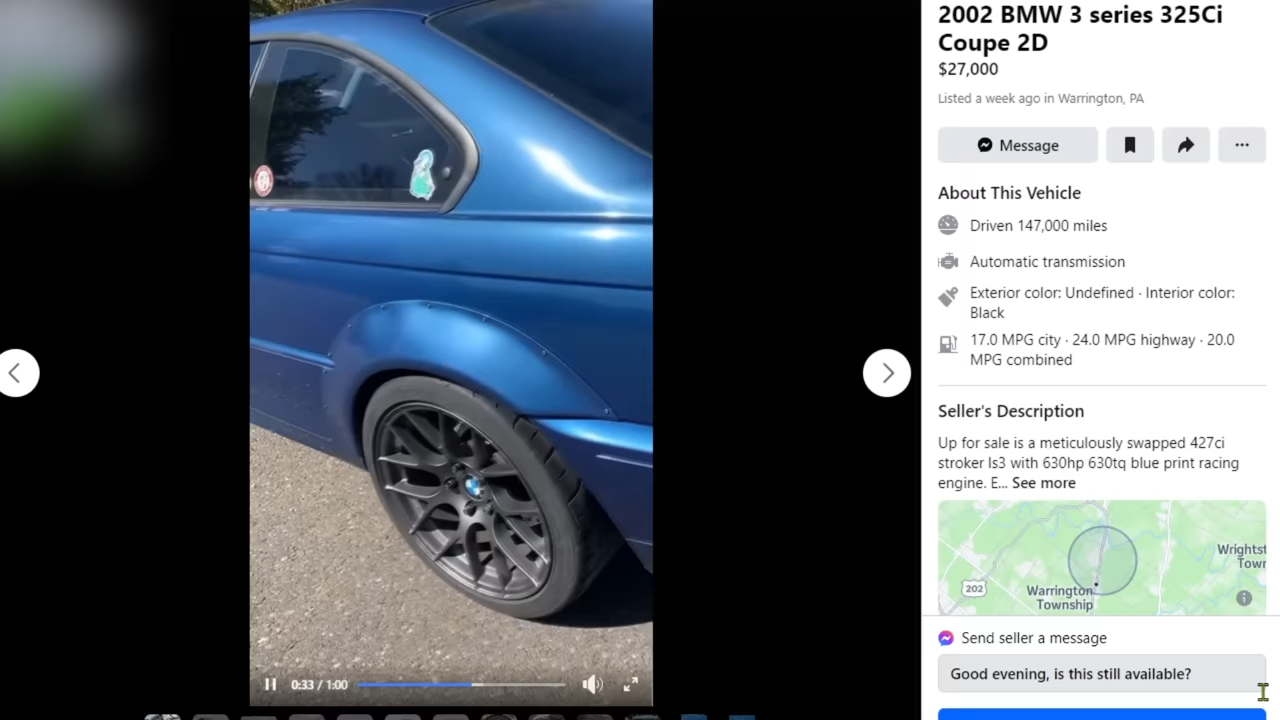 2002 BMW 3 series 325Ci
Coupe 2D
$27,000
Listed a week ago in Warrington, PA
Message
About This Vehicle
Driven 147,000 miles
Automatic transmission
Exterior color: Undefined · Interior color:
Black
17.0 MPG city · 24.0 MPG highway · 20.0
MPG combined
Seller's Description
Up for sale is a meticulously swapped 427ci
stroker ls3 with 630hp 630tq blue print racing
engine. E... See more
Wrightst
Town
202
Warrington
Township
Send seller a message
Good evening, is this still available?
0:33 / 1:00